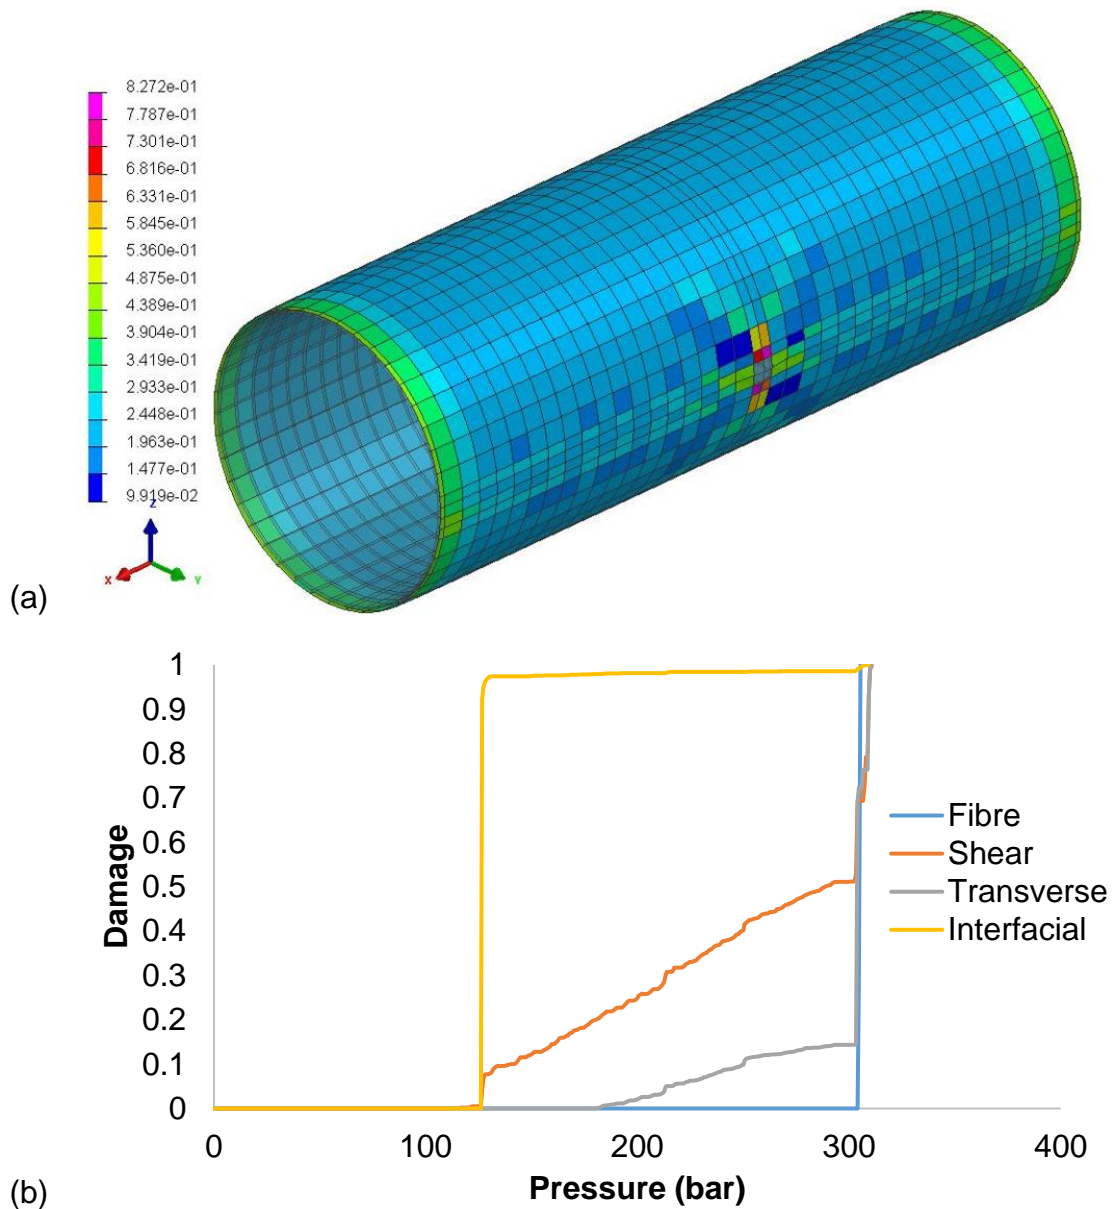 8.272e-01
7.787e-01
7.301e-01
6.816e-01
6.331e-01
5.845e-01
5.360e-01
4.875e-01
4.389e-01
3.904e-01
3.419e-01
2.933e-01
2.448e-01
1.963e-01
1.477e-01
9.919e-02
Z
X
Y
(a)
1
0.9
0.8
0.7
0.6
0.5
0.4
0.3
0.2
0.1
0
Damage
Fibre
Shear
Transverse
Interfacial
0 100 200 300 400
Pressure (bar)
(b)